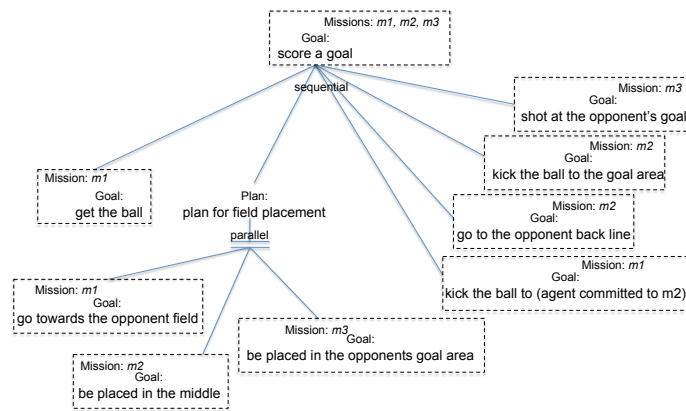 Missions: m1, m2, m3
Goal:
score a goal
sequential
Mission: m3
Goal:
shot at the opponent's goal
Mission: m2
Goal:
kick the ball to the goal area
Mission: m1
Goal:
get the ball
Plan:
plan for field placement
parallel
Mission: m2
Goal:
go to the opponent back line
Mission: m1
Goal:
kick the ball to (agent committed to m2)
Mission: m1
Goal:
go towards the opponent field
Mission: m3
Goal:
be placed in the opponents goal area
Mission: m2
Goal:
be placed in the middle